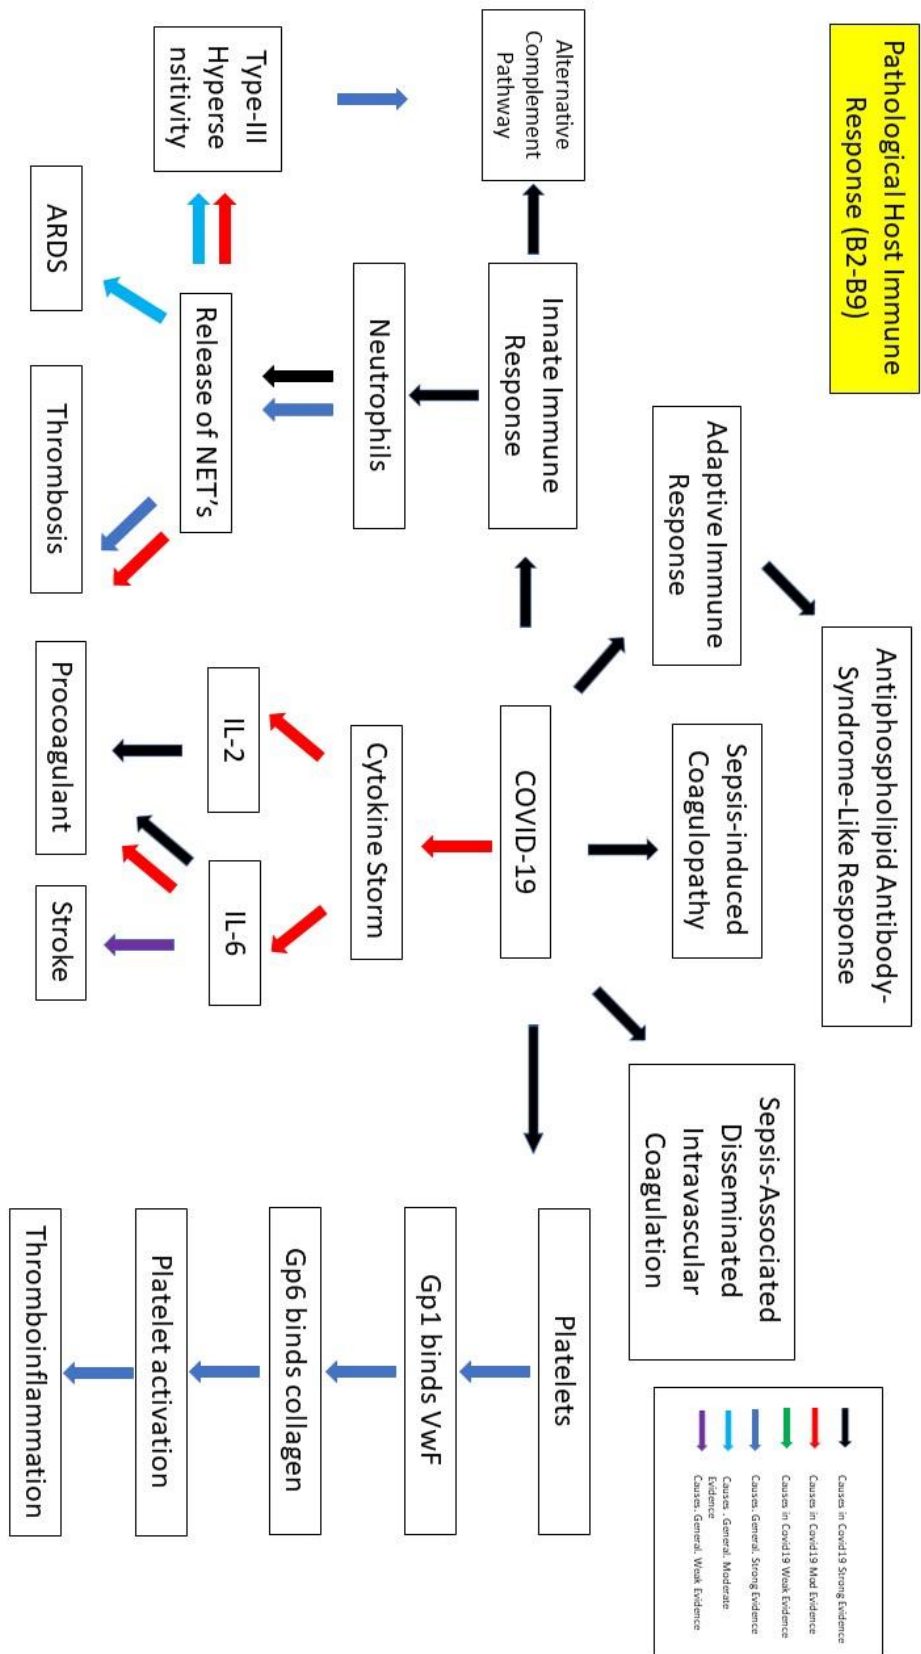 Pathological Host Immune
Response (B2-B9)
Antiphospholipid Antibody-
Syndrome-Like Response
Causes in Covid19 Strong Evidence
Causes in Covid19 Mod Evidence
Causes in Covid19 Weak Evidence
Causes. General. Strong Evidence
Causes . General. Moderate
Evidence
Causes. General. Weak Evidence
Adaptive Immune
Response
Sepsis-induced
Coagulopathy
Sepsis-Associated
Disseminated
Intravascular
Coagulation
Alternative
Complement
Pathway
Innate Immune
Response
COVID-19
Platelets
Neutrophils
Cytokine Storm
Gp1 binds VwF
Type-III
Hyperse
nsitivity
Release of NET's
IL-2
IL-6
Gp6 binds collagen
Platelet activation
ARDS
Thrombosis
Procoagulant
Stroke
Thromboinflammation